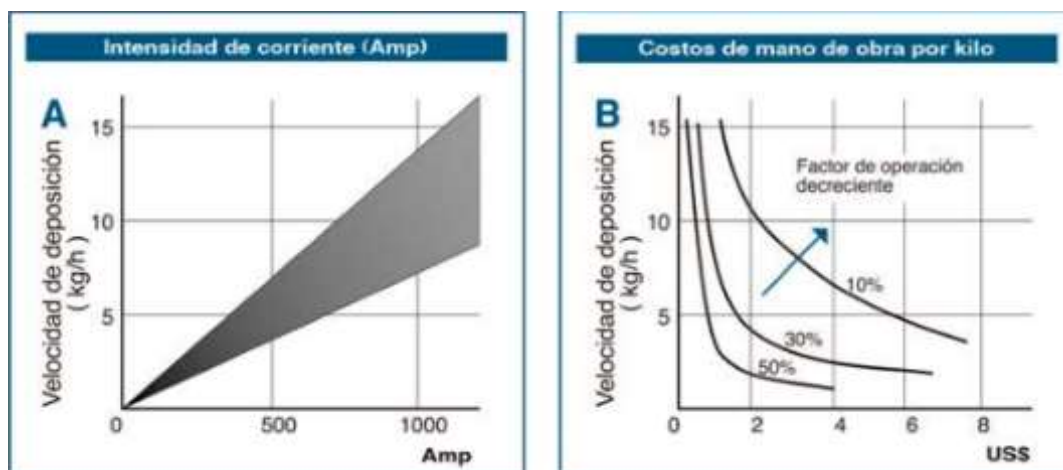 Intensidad de corriente (Amp)
A
Velocidad de deposición
( kg/h )
15
10
5
0
500
1000
Amp
Costos de mano de obra por kilo
B
Velocidad de deposición
( kg/h )
15
10
5
Factor de operación
decreciente
10%
30%
50%
0
2
4
6
8
US$